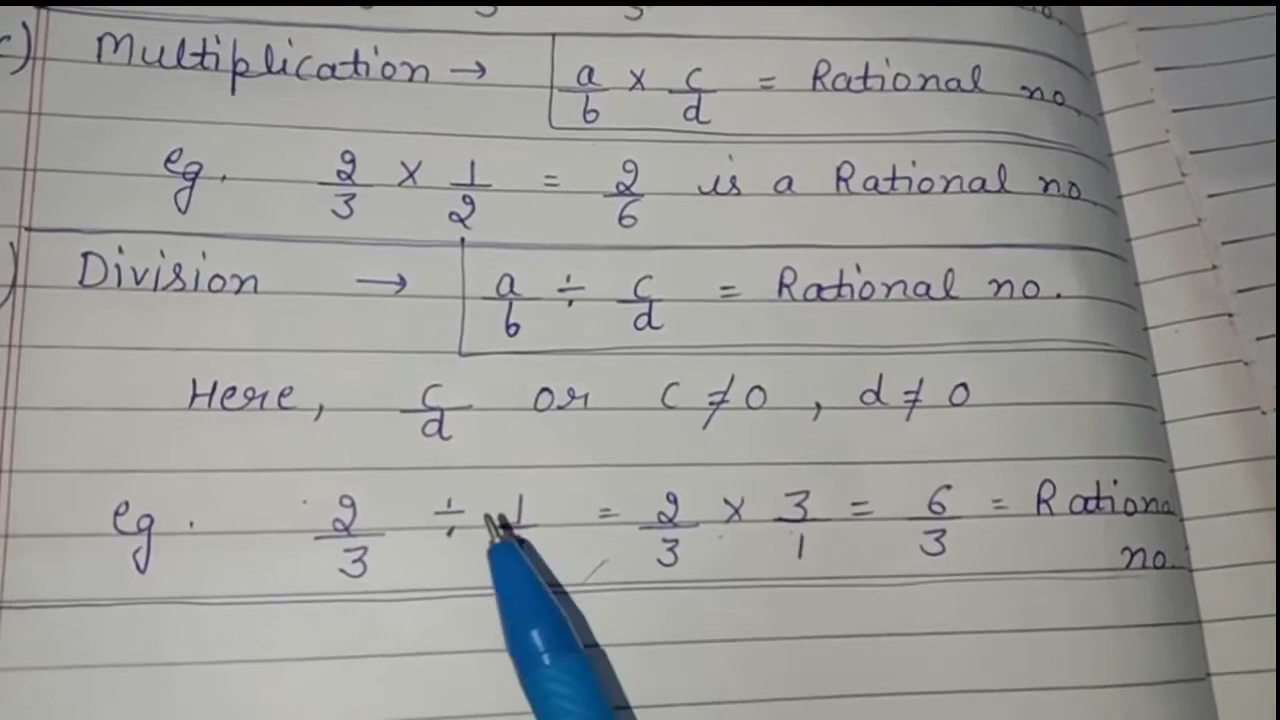 c) Multiplication → a/b × c/d = Rational no.
eg. 2/3 × 1/2 = 2/6 is a Rational no
) Division → a/b ÷ c/d = Rational no.
Here, c/d or c ≠ 0, d ≠ 0
eg. 2/3 ÷ 1 = 2/3 × 3/1 = 6/3 = Rationa
no.